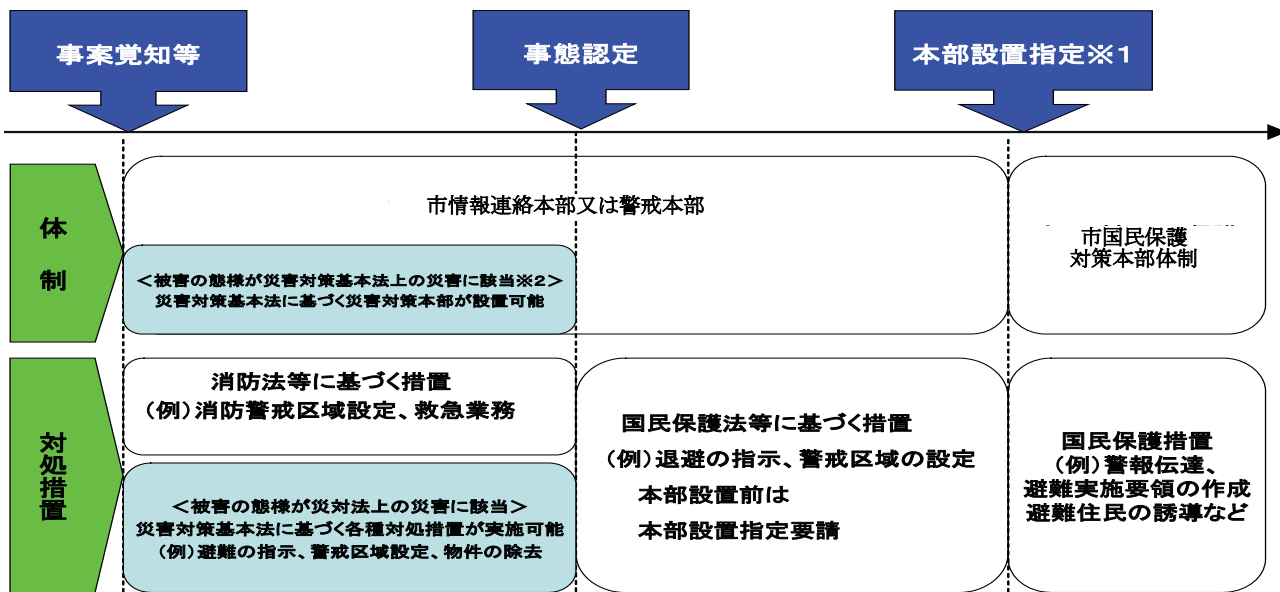 事案覚知等
事態認定
本部設置指定※1
体
制
市情報連絡本部又は警戒本部
市国民保護
対策本部体制
＜被害の態様が災害対策基本法上の災害に該当※2＞
災害対策基本法に基づく災害対策本部が設置可能
対処措置
消防法等に基づく措置
（例）消防警戒区域設定、救急業務
＜被害の態様が災対法上の災害に該当＞
災害対策基本法に基づく各種対処措置が実施可能
（例）避難の指示、警戒区域設定、物件の除去
国民保護法等に基づく措置
（例）退避の指示、警戒区域の設定
本部設置前は
本部設置指定要請
国民保護措置
（例）警報伝達、
避難実施要領の作成
避難住民の誘導など